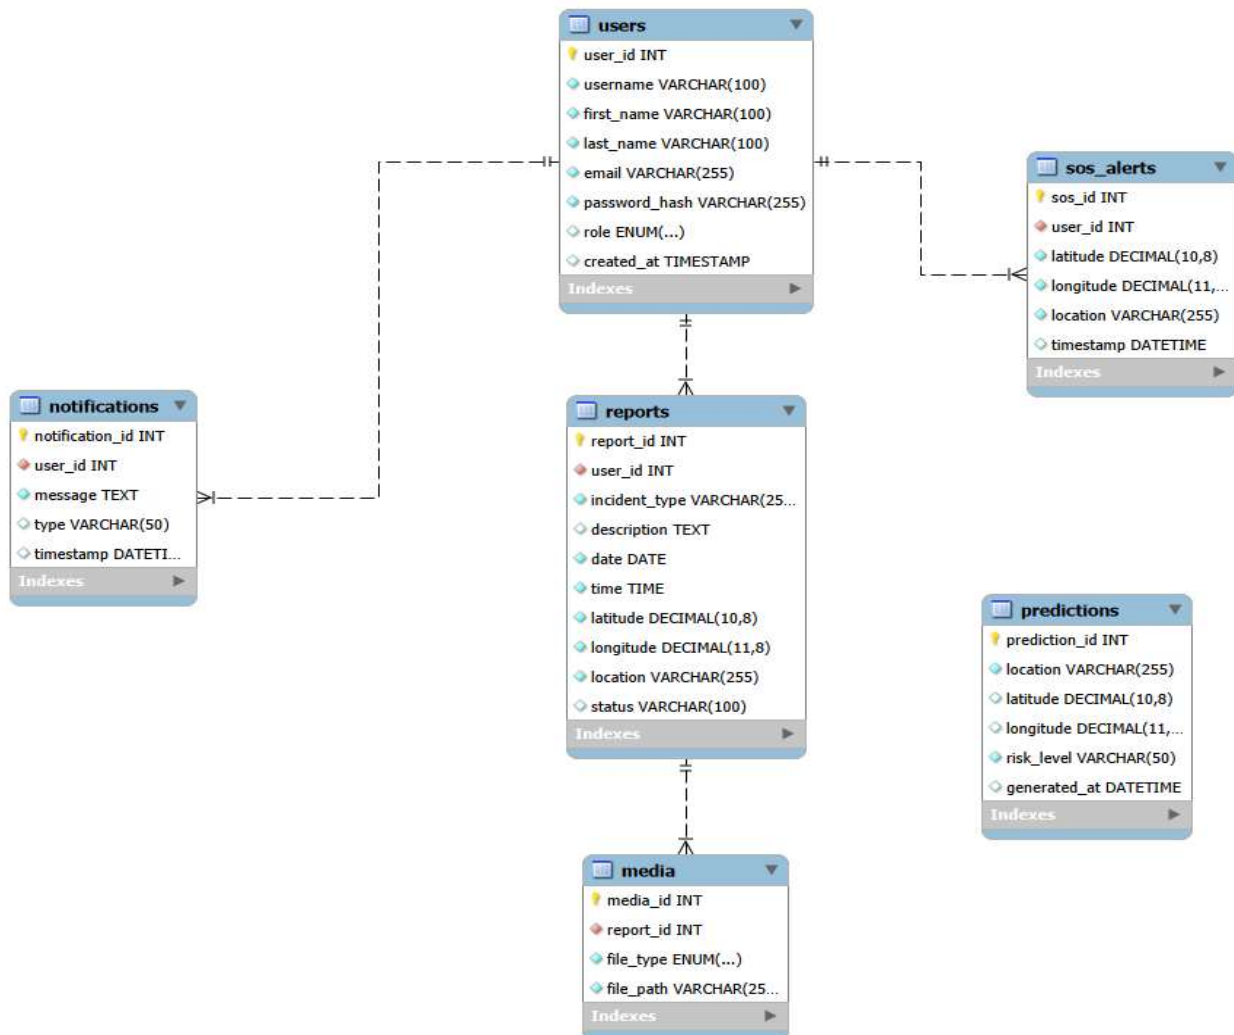 users
user_id INT
username VARCHAR(100)
first_name VARCHAR(100)
last_name VARCHAR(100)
email VARCHAR(255)
password_hash VARCHAR(255)
role ENUM(...)
created_at TIMESTAMP
Indexes
sos_alerts
sos_id INT
user_id INT
latitude DECIMAL(10,8)
longitude DECIMAL(11,...
location VARCHAR(255)
timestamp DATETIME
Indexes
notifications
notification_id INT
user_id INT
message TEXT
type VARCHAR(50)
timestamp DATETI...
Indexes
reports
report_id INT
user_id INT
incident_type VARCHAR(25...
description TEXT
date DATE
time TIME
latitude DECIMAL(10,8)
longitude DECIMAL(11,8)
location VARCHAR(255)
status VARCHAR(100)
Indexes
predictions
prediction_id INT
location VARCHAR(255)
latitude DECIMAL(10,8)
longitude DECIMAL(11,...
risk_level VARCHAR(50)
generated_at DATETIME
Indexes
media
media_id INT
report_id INT
file_type ENUM(...)
file_path VARCHAR(25...
Indexes